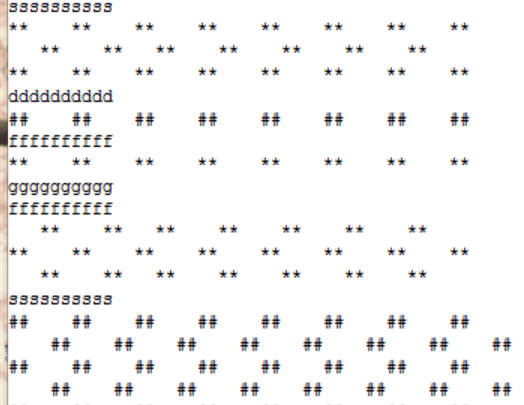 ssssssssss
**    **    **    **    **    **    **    **
   **    **   **    **    **    **    **
**    **    **    **    **    **    **    **
dddddddddd
##    ##    ##    ##    ##    ##    ##    ##
ffffffffff
**    **    **    **    **    **    **    **
gggggggggg
ffffffffff
   **    **   **    **    **    **    **
**    **    **    **    **    **    **    **
   **    **   **    **    **    **    **
ssssssssss
##    ##    ##    ##    ##    ##    ##    ##
    ##    ##    ##    ##    ##    ##    ##    ##
##    ##    ##    ##    ##    ##    ##    ##
    ##    ##    ##    ##    ##    ##    ##    ##